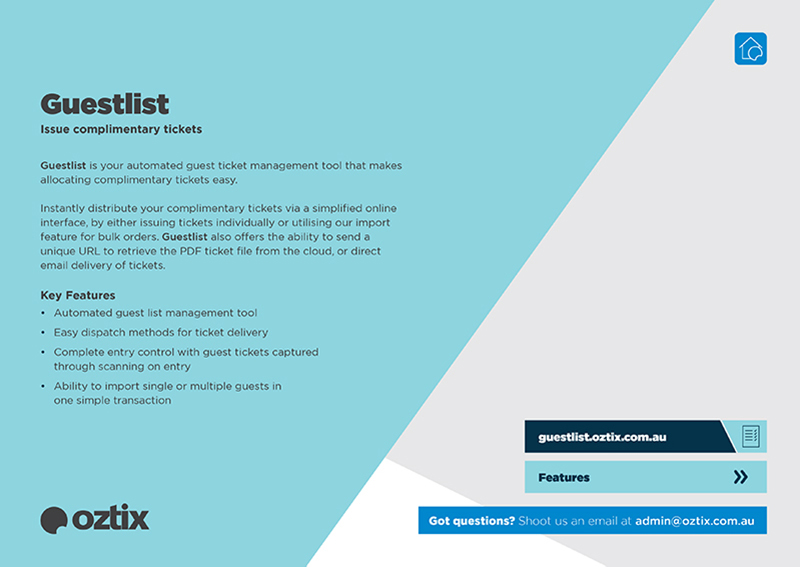 Guestlist
Issue complimentary tickets
Guestlist is your automated guest ticket management tool that makes
allocating complimentary tickets easy.
Instantly distribute your complimentary tickets via a simplified online
interface, by either issuing tickets individually or utilising our import
feature for bulk orders. Guestlist also offers the ability to send a
unique URL to retrieve the PDF ticket file from the cloud, or direct
email delivery of tickets.
Key Features
• Automated guest list management tool
• Easy dispatch methods for ticket delivery
• Complete entry control with guest tickets captured
through scanning on entry
• Ability to import single or multiple guests in
one simple transaction
guestlist.oztix.com.au
Features
oztix
Got questions? Shoot us an email at admin@oztix.com.au